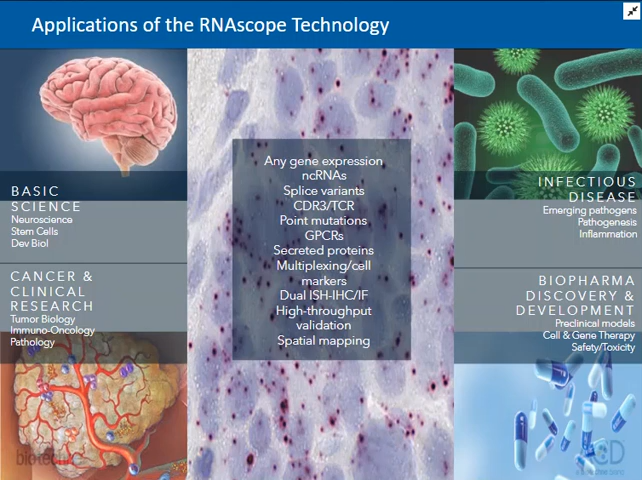 Applications of the RNAscope Technology
BASIC
SCIENCE
Neuroscience
Stem Cells
Dev Biol
CANCER &
CLINICAL
RESEARCH
Tumor Biology
Immuno-Oncology
Pathology
Any gene expression
ncRNAs
Splice variants
CDR3/TCR
Point mutations
GPCRs
Secreted proteins
Multiplexing/cell
markers
Dual ISH-IHC/IF
High-throughput
validation
Spatial mapping
INFECTIOUS
DISEASE
Emerging pathogens
Pathogenesis
Inflammation
BIOPHARMA
DISCOVERY &
DEVELOPMENT
Preclinical models
Cell & Gene Therapy
Safety/Toxicity